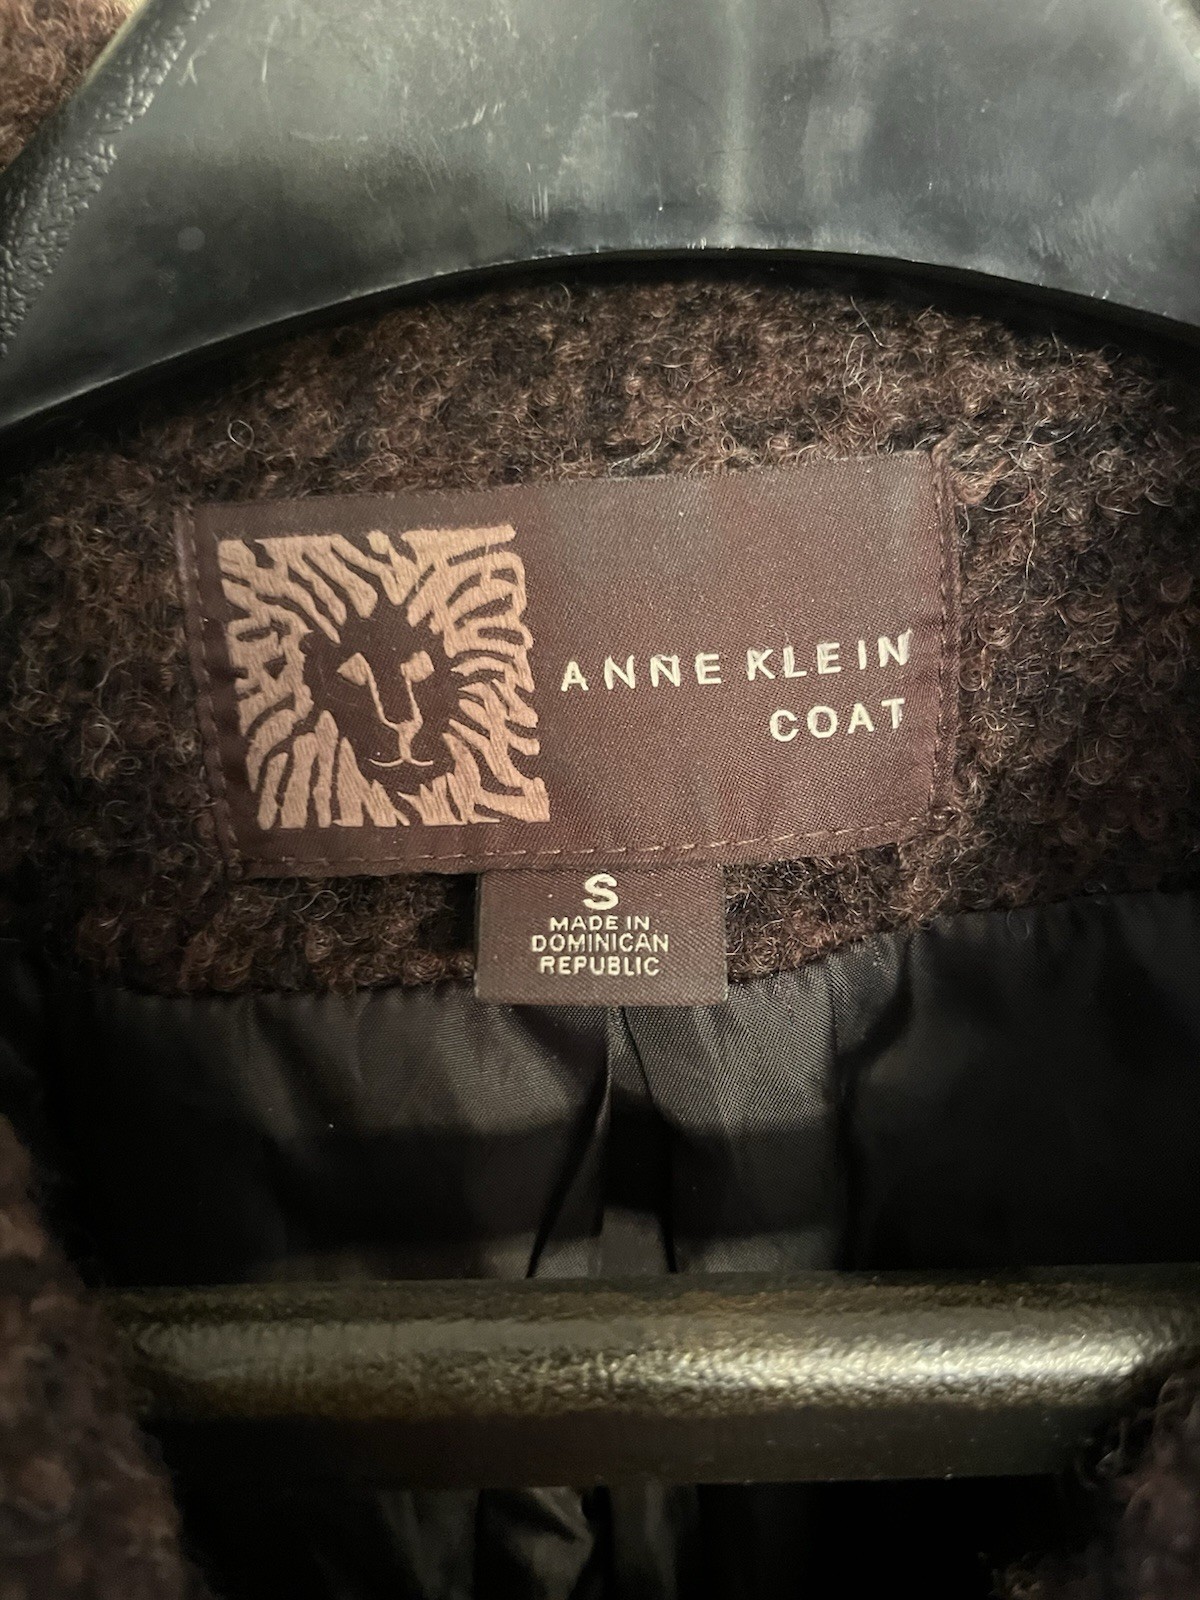 ANNE KLEIN
COAT
S
MADE IN
DOMINICAN
REPUBLIC